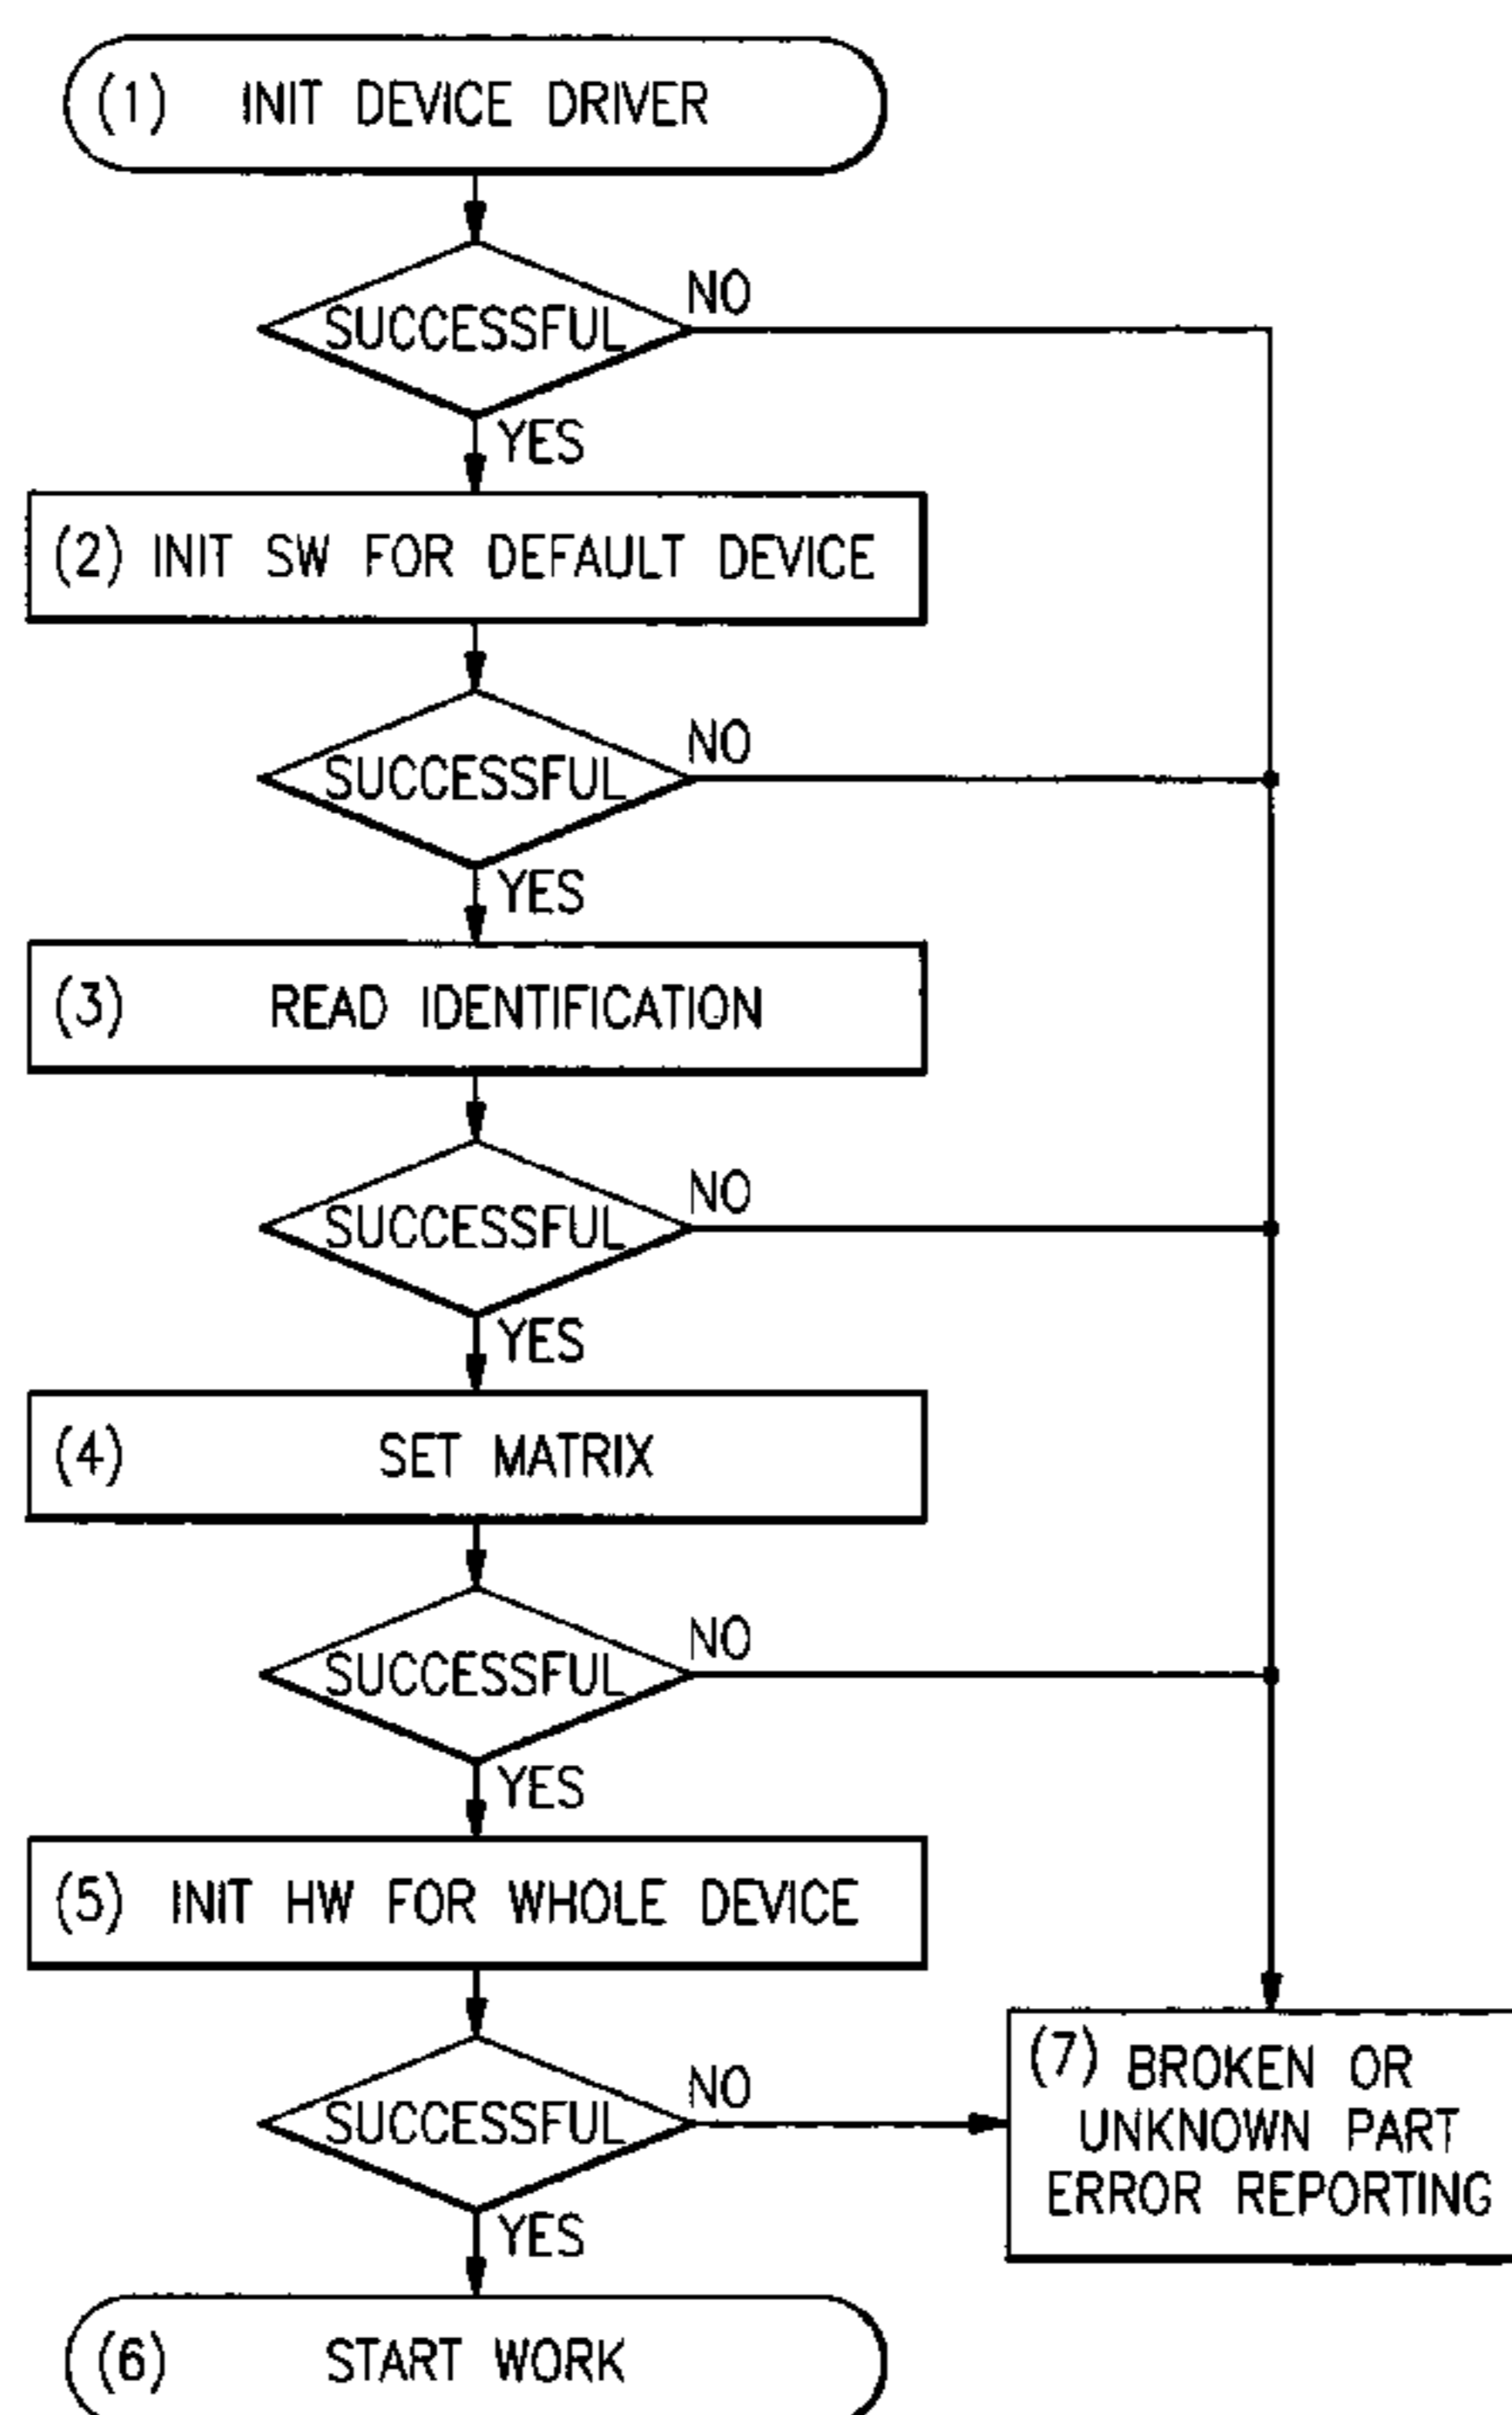 (1) INIT DEVICE DRIVER
SUCCESSFUL
NO
YES
(2) INIT SW FOR DEFAULT DEVICE
SUCCESSFUL
NO
YES
(3) READ IDENTIFICATION
SUCCESSFUL
NO
YES
(4) SET MATRIX
SUCCESSFUL
NO
YES
(5) INIT HW FOR WHOLE DEVICE
SUCCESSFUL
NO
YES
(7) BROKEN OR
UNKNOWN PART
ERROR REPORTING
(6) START WORK